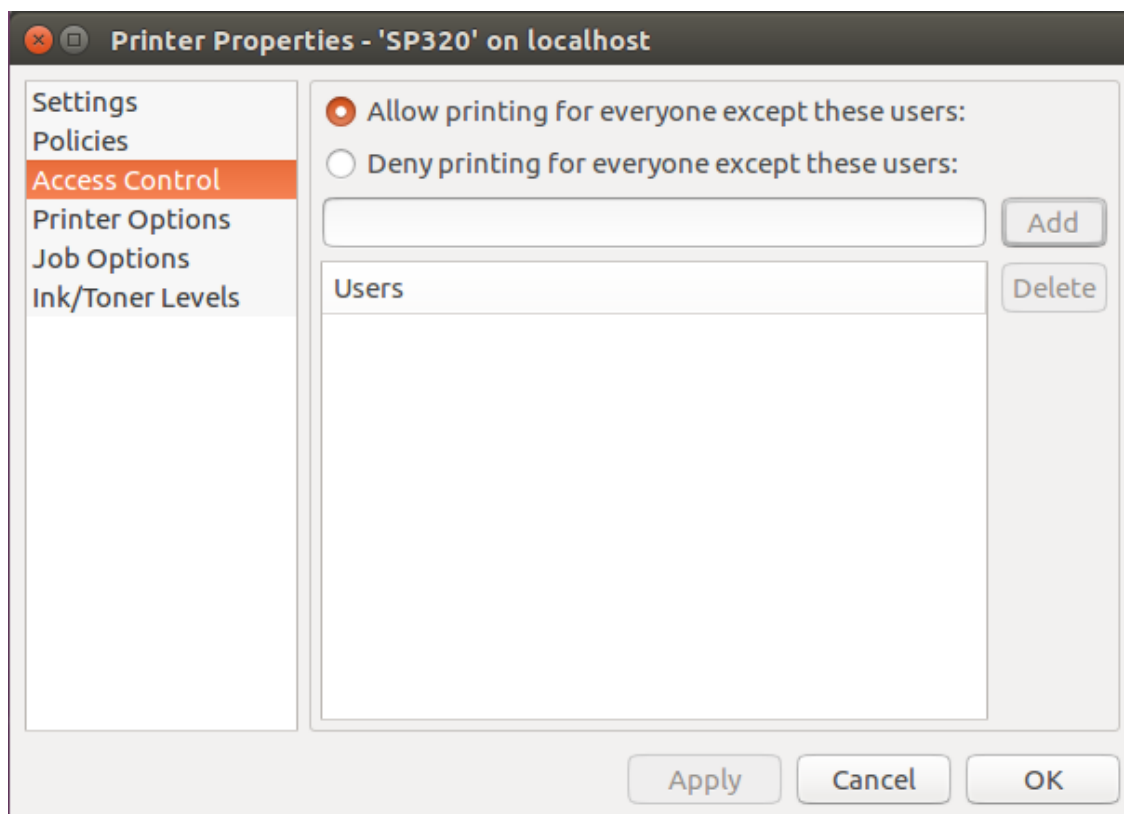 Printer Properties - 'SP320' on localhost
Settings
Policies
Access Control
Printer Options
Job Options
Ink/Toner Levels
Allow printing for everyone except these users:
Deny printing for everyone except these users:
Add
Users
Delete
Apply
Cancel
OK